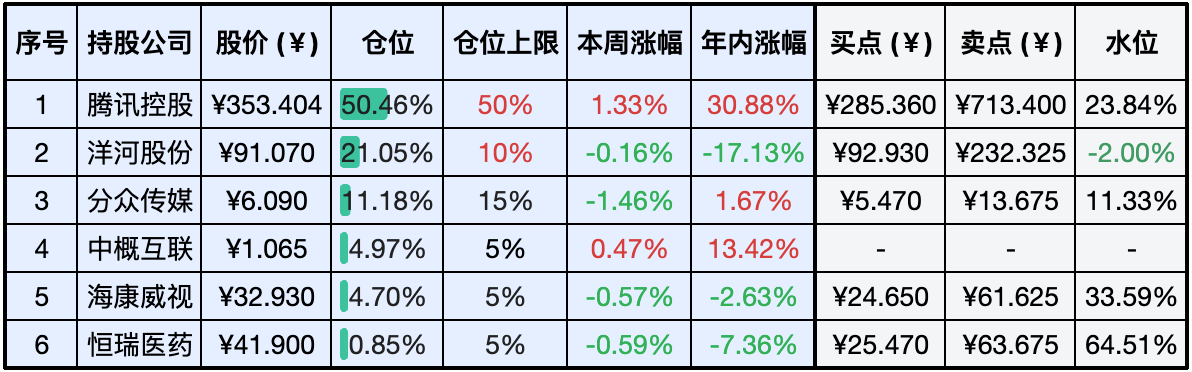 序号 持股公司 股价 (¥) 仓位 仓位上限 本周涨幅 年内涨幅 买点 (¥) 卖点 (¥) 水位
1 腾讯控股 ¥353.404 50.46% 50% 1.33% 30.88% ¥285.360 ¥713.400 23.84%
2 洋河股份 ¥91.070 21.05% 10% -0.16% -17.13% ¥92.930 ¥232.325 -2.00%
3 分众传媒 ¥6.090 11.18% 15% -1.46% 1.67% ¥5.470 ¥13.675 11.33%
4 中概互联 ¥1.065 4.97% 5% 0.47% 13.42% - - -
5 海康威视 ¥32.930 4.70% 5% -0.57% -2.63% ¥24.650 ¥61.625 33.59%
6 恒瑞医药 ¥41.900 0.85% 5% -0.59% -7.36% ¥25.470 ¥63.675 64.51%